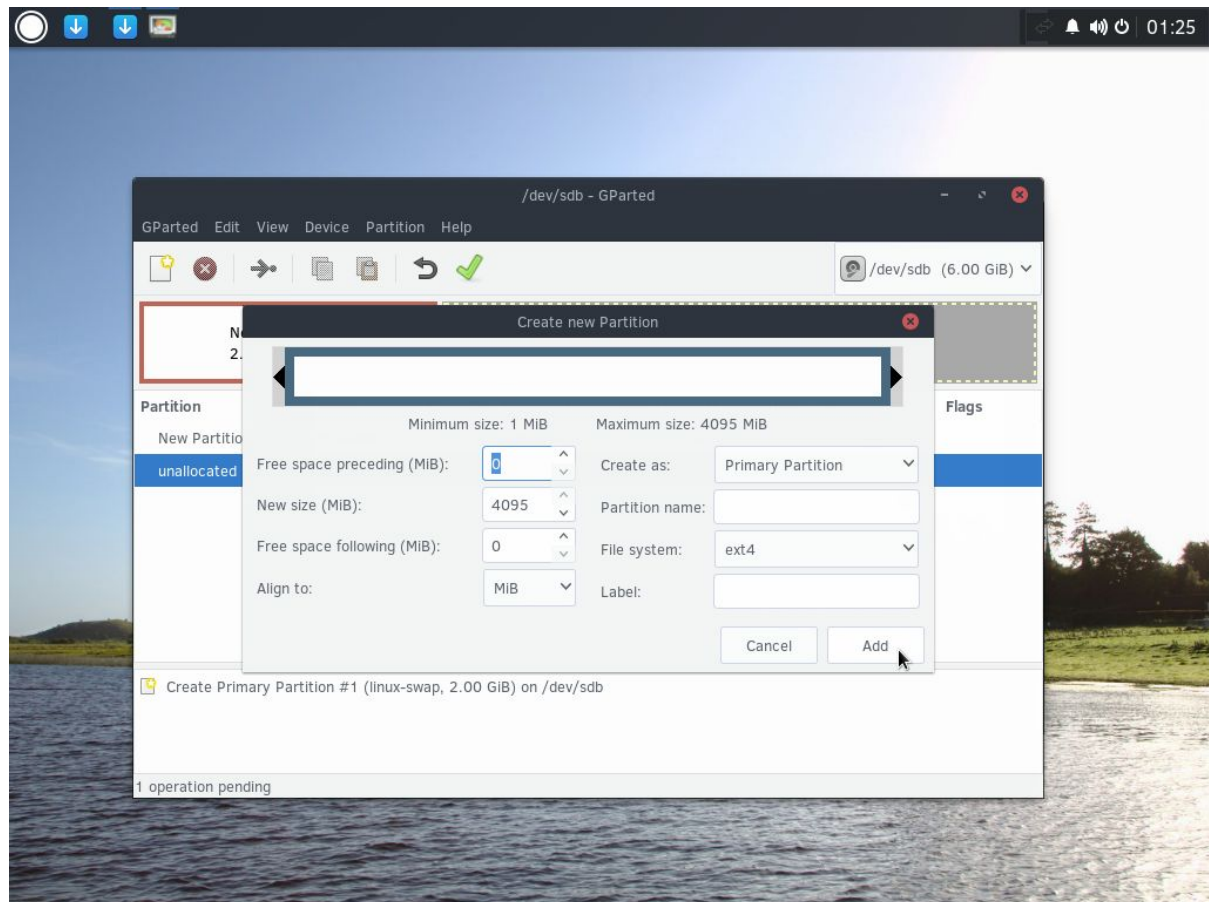 01:25
/dev/sdb - GParted
GParted Edit View Device Partition Help
/dev/sdb (6.00 GiB)
Create new Partition
2.
Minimum size: 1 MiB Maximum size: 4095 MiB
Partition Flags
New Partitio
unallocated
Free space preceding (MiB): 0 Create as: Primary Partition
New size (MiB): 4095 Partition name:
Free space following (MiB): 0 File system: ext4
Align to: MiB Label:
Cancel Add
Create Primary Partition #1 (linux-swap, 2.00 GiB) on /dev/sdb
1 operation pending